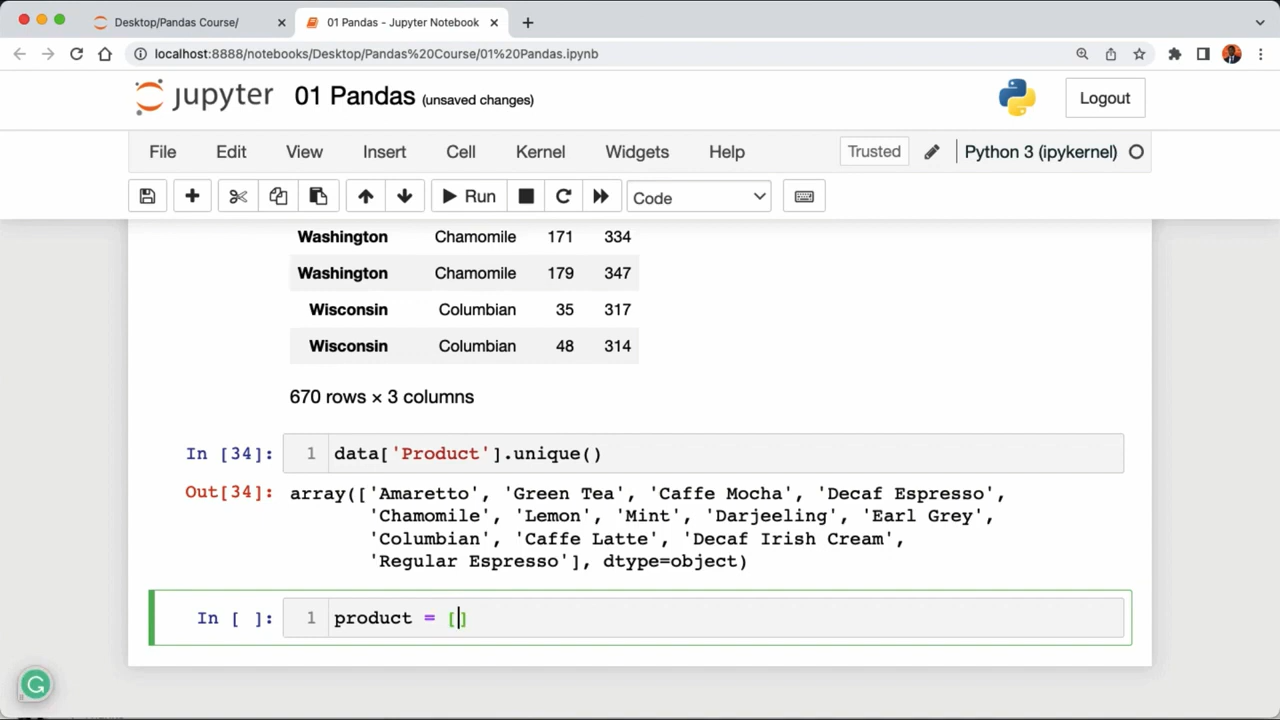 Desktop/Pandas Course/
01 Pandas - Jupyter Notebook
localhost:8888/notebooks/Desktop/Pandas%20Course/01%20Pandas.ipynb
jupyter 01 Pandas (unsaved changes)
Logout
File Edit View Insert Cell Kernel Widgets Help Trusted Python 3 (ipykernel)
Run Code
Washington Chamomile 171 334
Washington Chamomile 179 347
Wisconsin Columbian 35 317
Wisconsin Columbian 48 314
670 rows × 3 columns
In [34]: 1 data['Product'].unique()
Out[34]: array(['Amaretto', 'Green Tea', 'Caffe Mocha', 'Decaf Espresso',
'Chamomile', 'Lemon', 'Mint', 'Darjeeling', 'Earl Grey',
'Columbian', 'Caffe Latte', 'Decaf Irish Cream',
'Regular Espresso'], dtype=object)
In [ ]: 1 product = []